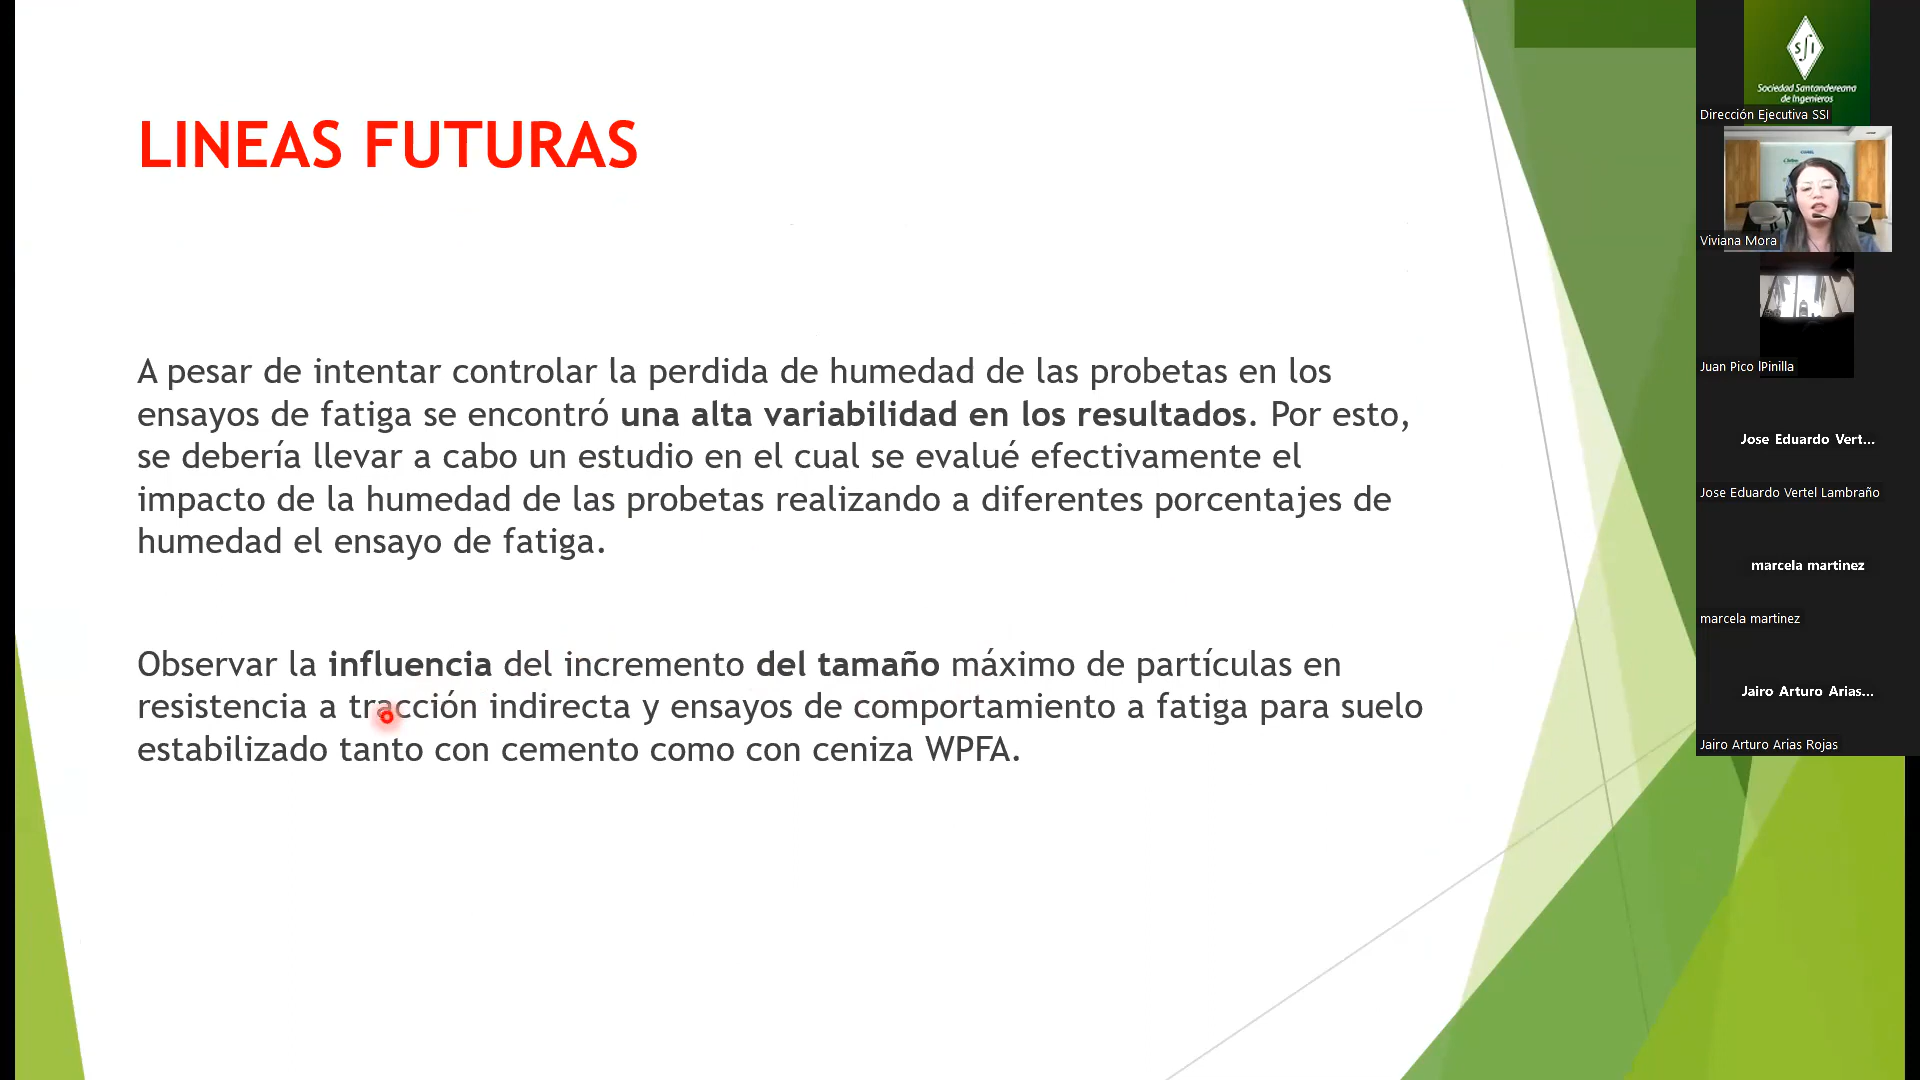 LINEAS FUTURAS
A pesar de intentar controlar la perdida de humedad de las probetas en los
ensayos de fatiga se encontró una alta variabilidad en los resultados. Por esto,
se debería llevar a cabo un estudio en el cual se evalué efectivamente el
impacto de la humedad de las probetas realizando a diferentes porcentajes de
humedad el ensayo de fatiga.
Observar la influencia del incremento del tamaño máximo de partículas en
resistencia a tracción indirecta y ensayos de comportamiento a fatiga para suelo
estabilizado tanto con cemento como con ceniza WPFA.
SSI
Sociedad Santandereana
de Ingenieros
Dirección Ejecutiva SSI
Viviana Mora
Juan Pico lPinilla
Jose Eduardo Vert...
Jose Eduardo Vertel Lambraño
marcela martinez
marcela martinez
Jairo Arturo Arias...
Jairo Arturo Arias Rojas